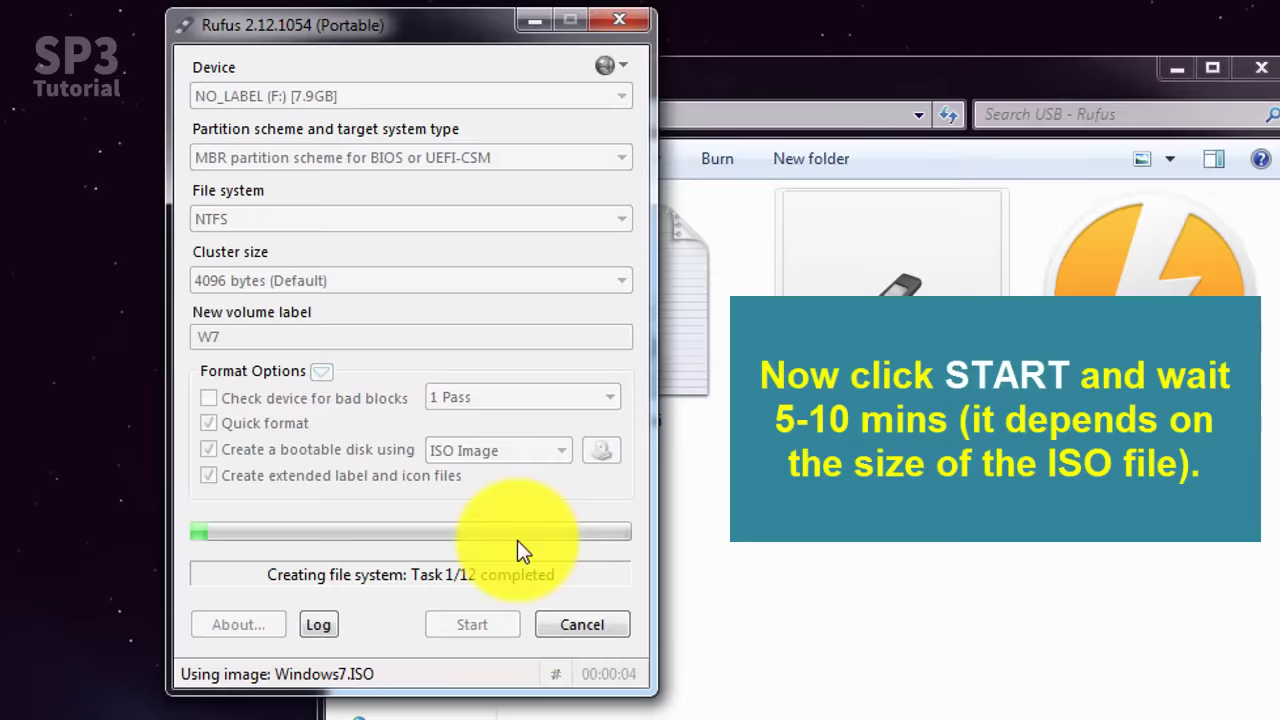 SP3
Tutorial
Rufus 2.12.1054 (Portable)
Device
NO_LABEL (F:) [7.9GB]
Partition scheme and target system type
MBR partition scheme for BIOS or UEFI-CSM
File system
NTFS
Cluster size
4096 bytes (Default)
New volume label
W7
Format Options
Check device for bad blocks
1 Pass
Quick format
Create a bootable disk using
ISO Image
Create extended label and icon files
Creating file system: Task 1/12 completed
About...
Log
Start
Cancel
Using image: Windows7.ISO
#
00:00:04
Search USB - Rufus
Burn
New folder
Now click START and wait
5-10 mins (it depends on
the size of the ISO file).